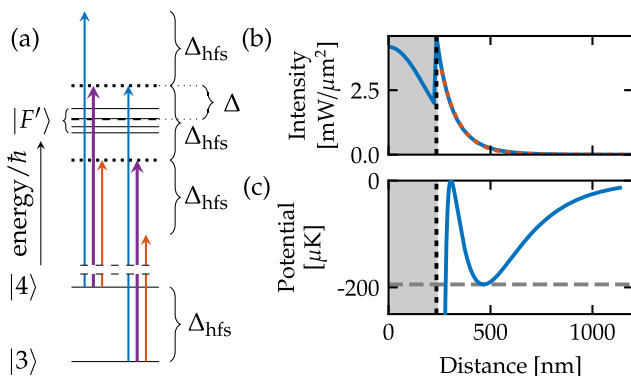 (a)
Δhfs
Δ
|F′⟩
Δhfs
energy/ħ
Δhfs
|4⟩
Δhfs
|3⟩
(b)
Intensity
[mW/μm²]
2.5
0.0
(c)
Potential
[μK]
0
-200
0
500
1000
Distance [nm]